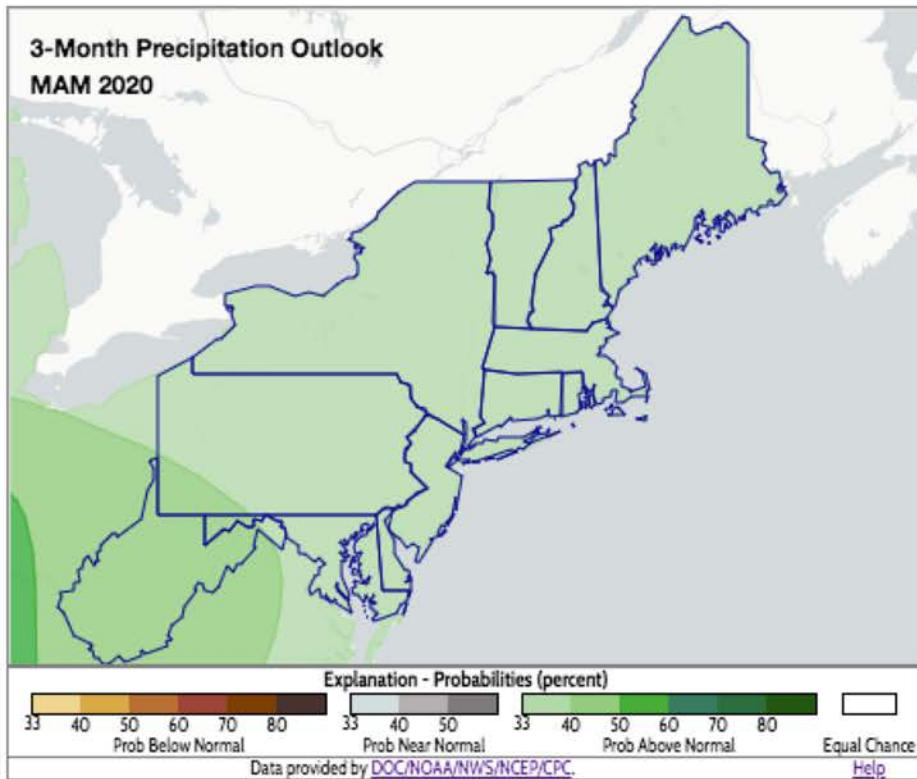 3-Month Precipitation Outlook
MAM 2020
Explanation - Probabilities (percent)
33 40 50 60 70 80 33 40 50 33 40 50 60 70 80
Prob Below Normal Prob Near Normal Prob Above Normal Equal Chance
Data provided by DOC/NOAA/NWS/NCEP/CPC. Help